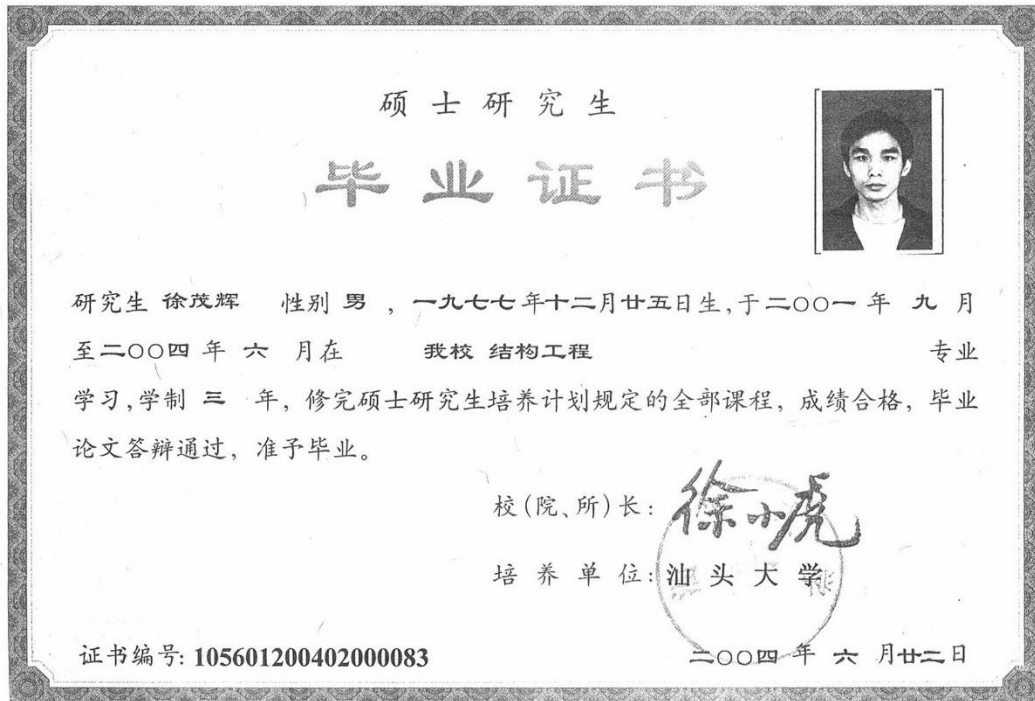 硕士研究生
毕业证书
研究生 徐茂辉 性别 男 ，一九七七年十二月廿五日生,于二〇〇一年 九 月
至二〇〇四年 六 月在 我校 结构工程 专业
学习,学制 三 年，修完硕士研究生培养计划规定的全部课程，成绩合格，毕业
论文答辩通过，准予毕业。
校(院、所)长: 徐小虎
培养单位: 汕头大学
证书编号: 105601200402000083 二〇〇四年 六 月廿二日